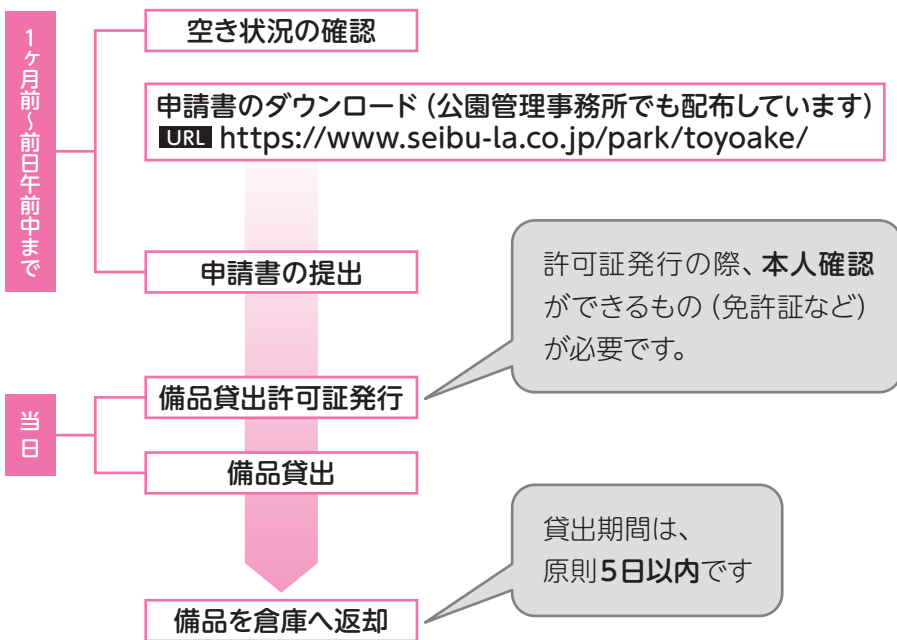 1ヶ月前～前日午前中まで
空き状況の確認
申請書のダウンロード（公園管理事務所でも配布しています）
URL https://www.seibu-la.co.jp/park/toyoake/
申請書の提出
許可証発行の際、本人確認
ができるもの（免許証など）
が必要です。
当日
備品貸出許可証発行
備品貸出
貸出期間は、
原則5日以内です
備品を倉庫へ返却